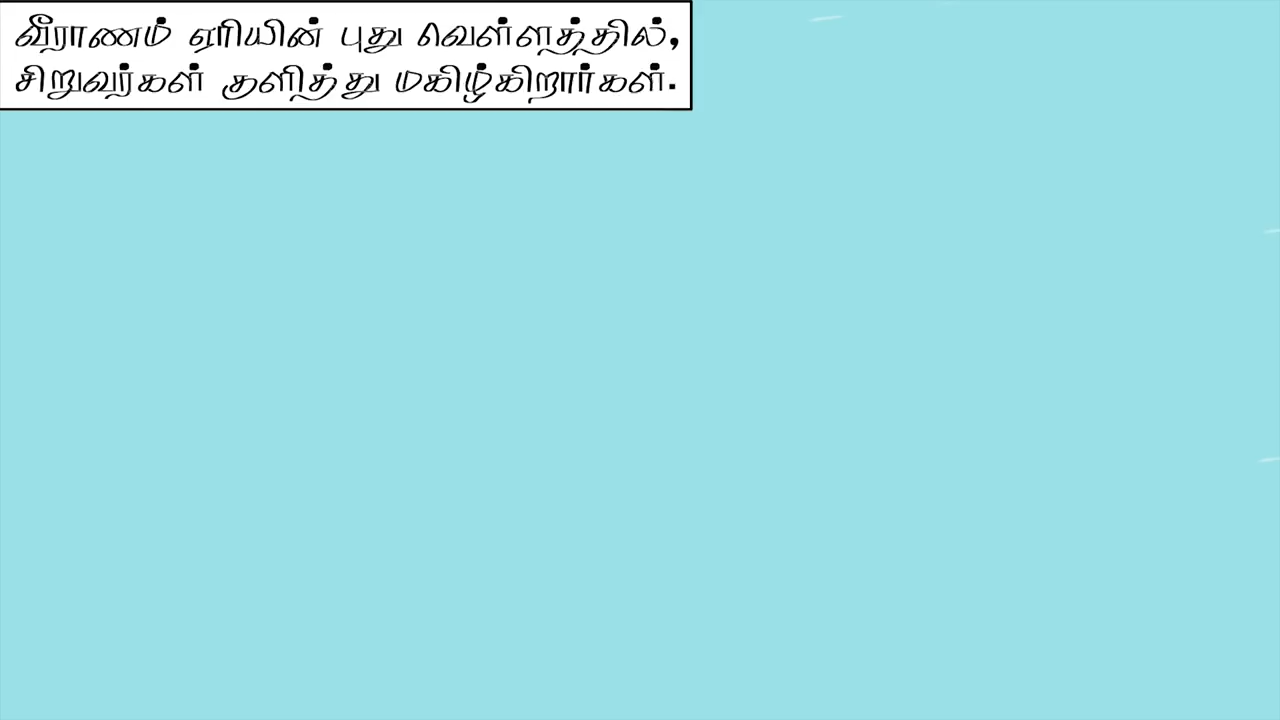 வீராணம் ஏரியின் புது வெள்ளத்தில்,
சிறுவர்கள் குளித்து மகிழ்கிறார்கள்.